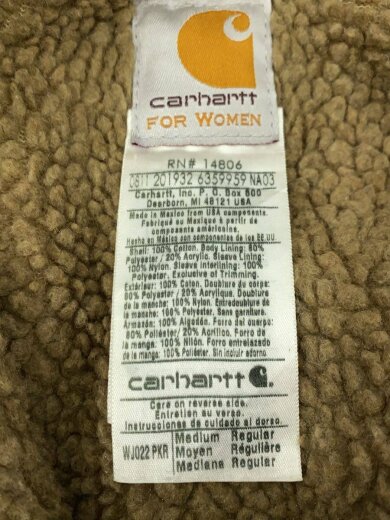 carhartt
FOR WOMEN
RN# 14806
0811 201932 6359959 NA03
Carhartt, Inc. P. O. Box 600
Dearborn, MI 48121 USA
Made in Mexico from USA components.
Fabriqué au Mexique à partir de
composants américains.
Hecho en México con componentes de los EE.UU.
Shell: 100% Cotton. Body Lining: 80%
Polyester / 20% Acrylic. Sleeve Lining:
100% Nylon. Sleeve interlining: 100%
Polyester, Exclusive of Trimming.
Extérieur: 100% Coton. Doublure du corps:
80% Polyester / 20% Acrylique. Doublure
de la manche: 100% Nylon. Entredoublure de
la manche: 100% Polyester. Sans garniture.
Armazón: 100% Algodón. Forro del cuerpo:
80% Poliéster / 20% Acrílico. Forro de
la manga: 100% Nilón. Forro entrelazado
de la manga: 100% Poliéster. Sin incluir adorno.
carhartt
Care on reverse side.
Entretien au verso.
Instrucciones de cuidado al dorso.
WJ022 PKR
Medium Regular
Moyen Régulière
Mediana Regular